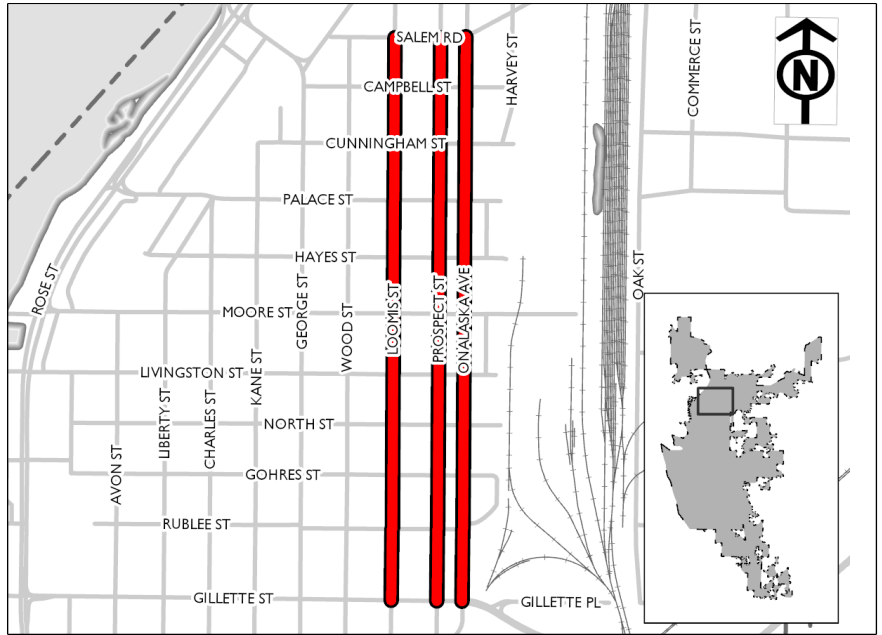 SALEM RD
HARVEY ST
COMMERCE ST
N
CAMPBELL ST
CUNNINGHAM ST
PALACE ST
HAYES ST
ROSE ST
OAK ST
GEORGE ST
MOORE ST
WOOD ST
LOOMIS ST
PROSPECT ST
ONALASKA AVE
LIVINGSTON ST
KANE ST
LIBERTY ST
CHARLES ST
NORTH ST
AVON ST
GOHRES ST
RUBLEE ST
GILLETTE ST
GILLETTE PL